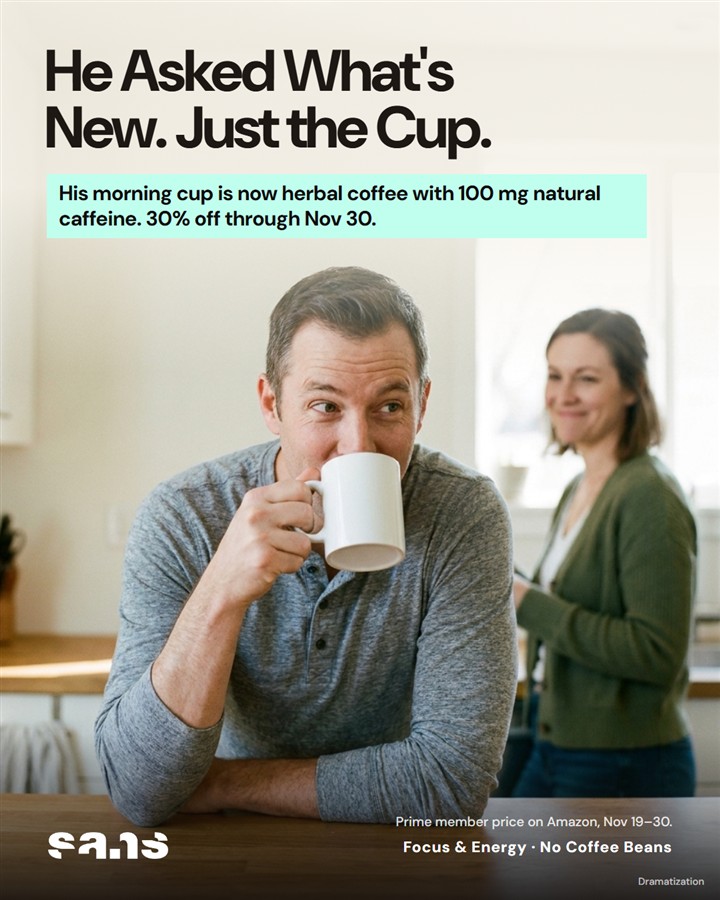 He Asked What's
New. Just the Cup.
His morning cup is now herbal coffee with 100 mg natural
caffeine. 30% off through Nov 30.
Prime member price on Amazon, Nov 19–30.
sans
Focus & Energy · No Coffee Beans
Dramatization